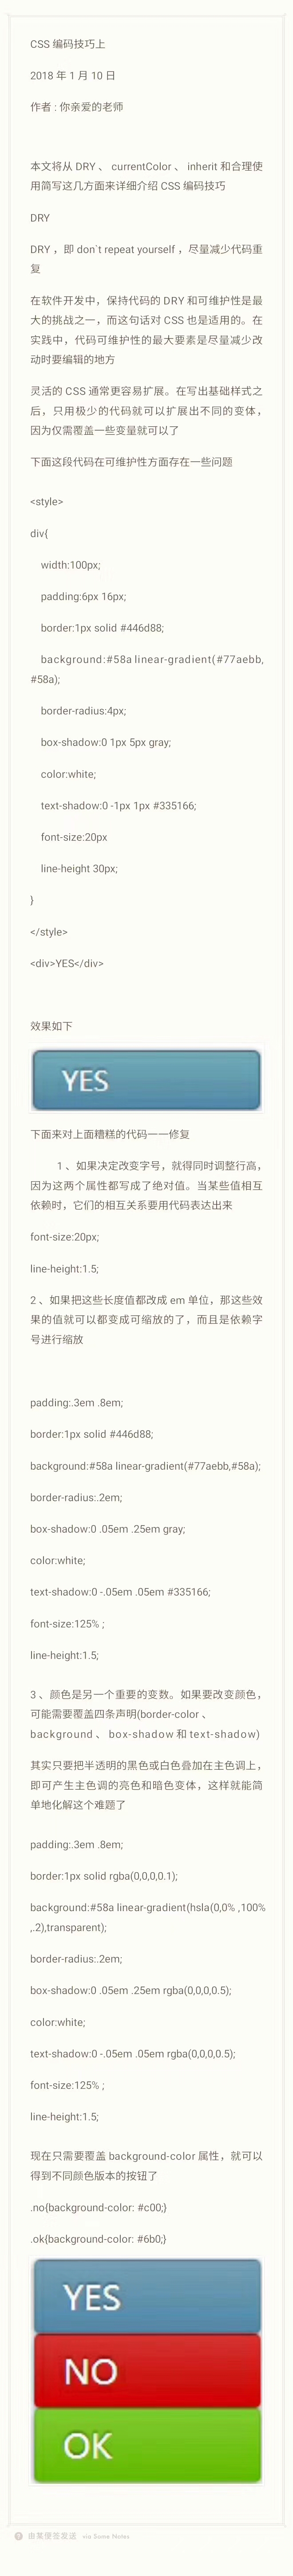 CSS 编码技巧上
2018 年 1 月 10 日
作者 : 你亲爱的老师
本文将从 DRY 、 currentColor 、 inherit 和合理使
用简写这几方面来详细介绍 CSS 编码技巧
DRY
DRY ，即 don`t repeat yourself ，尽量减少代码重
复
在软件开发中，保持代码的 DRY 和可维护性是最
大的挑战之一，而这句话对 CSS 也是适用的。在
实践中，代码可维护性的最大要素是尽量减少改
动时要编辑的地方
灵活的 CSS 通常更容易扩展。在写出基础样式之
后，只用极少的代码就可以扩展出不同的变体，
因为仅需覆盖一些变量就可以了
下面这段代码在可维护性方面存在一些问题
<style>
div{
width:100px;
padding:6px 16px;
border:1px solid #446d88;
background:#58a linear-gradient(#77aebb,
#58a);
border-radius:4px;
box-shadow:0 1px 5px gray;
color:white;
text-shadow:0 -1px 1px #335166;
font-size:20px
line-height 30px;
}
</style>
<div>YES</div>
效果如下
YES
下面来对上面糟糕的代码一一修复
1 、如果决定改变字号，就得同时调整行高，
因为这两个属性都写成了绝对值。当某些值相互
依赖时，它们的相互关系要用代码表达出来
font-size:20px;
line-height:1.5;
2 、如果把这些长度值都改成 em 单位，那这些效
果的值就可以都变成可缩放的了，而且是依赖字
号进行缩放
padding:.3em .8em;
border:1px solid #446d88;
background:#58a linear-gradient(#77aebb,#58a);
border-radius:.2em;
box-shadow:0 .05em .25em gray;
color:white;
text-shadow:0 -.05em .05em #335166;
font-size:125% ;
line-height:1.5;
3 、颜色是另一个重要的变数。如果要改变颜色，
可能需要覆盖四条声明(border-color 、
background 、 box-shadow 和 text-shadow)
其实只要把半透明的黑色或白色叠加在主色调上，
即可产生主色调的亮色和暗色变体，这样就能简
单地化解这个难题了
padding:.3em .8em;
border:1px solid rgba(0,0,0,0.1);
background:#58a linear-gradient(hsla(0,0% ,100%
,.2),transparent);
border-radius:.2em;
box-shadow:0 .05em .25em rgba(0,0,0,0.5);
color:white;
text-shadow:0 -.05em .05em rgba(0,0,0,0.5);
font-size:125% ;
line-height:1.5;
现在只需要覆盖 background-color 属性，就可以
得到不同颜色版本的按钮了
.no{background-color: #c00;}
.ok{background-color: #6b0;}
YES
NO
OK
由某便签发送 via Some Notes